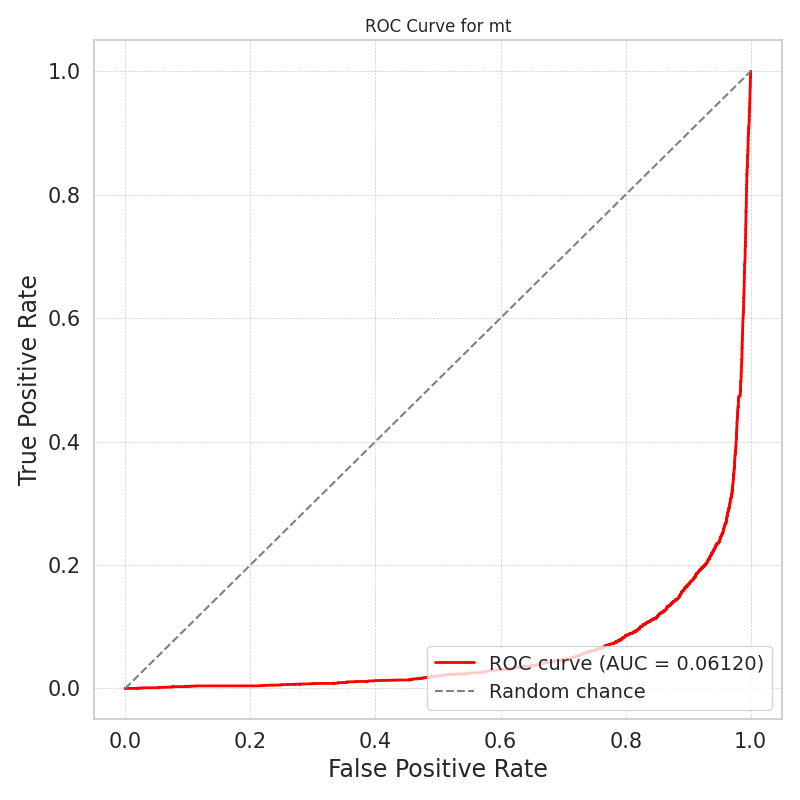 ROC Curve for mt
1.0
0.8
0.6
0.4
0.2
0.0
True Positive Rate
ROC curve (AUC = 0.06120)
Random chance
0.0 0.2 0.4 0.6 0.8 1.0
False Positive Rate